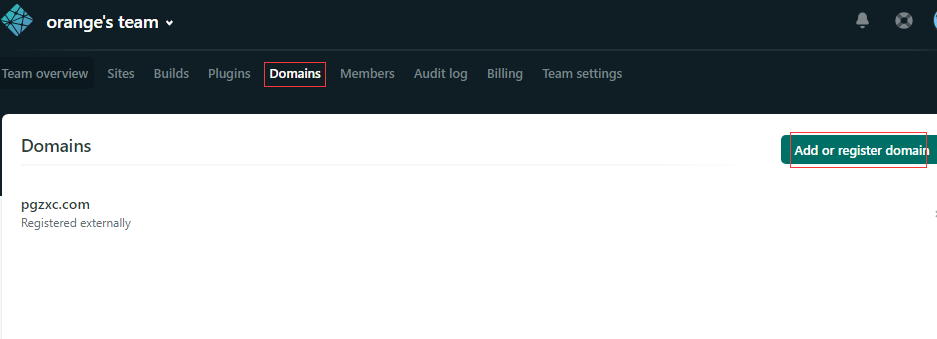 orange's team
Team overview Sites Builds Plugins Domains Members Audit log Billing Team settings
Domains
Add or register domain
pgzxc.com
Registered externally